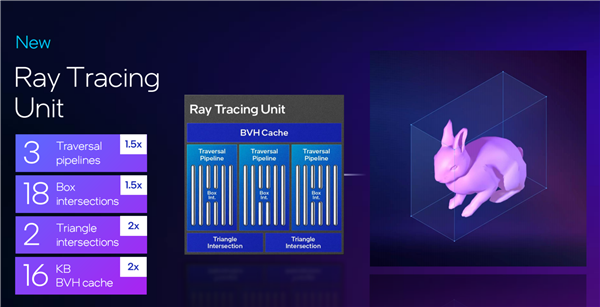 New
Ray Tracing
Unit
3 Traversal pipelines 1.5x
18 Box intersections 1.5x
2 Triangle intersections 2x
16 KB BVH cache 2x
Ray Tracing Unit
BVH Cache
Traversal Pipeline
Traversal Pipeline
Traversal Pipeline
Box Int.
Box Int.
Box Int.
Triangle Intersection
Triangle Intersection